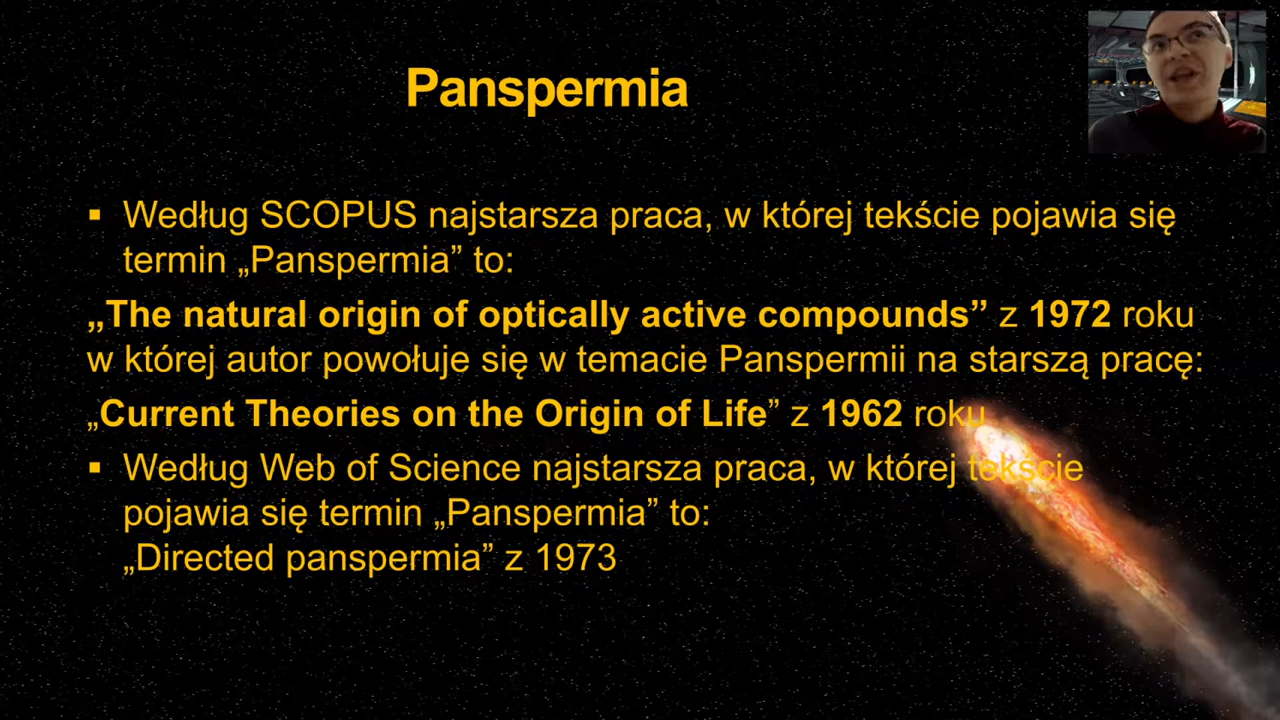 Panspermia
▪ Według SCOPUS najstarsza praca, w której tekście pojawia się
termin „Panspermia” to:
„The natural origin of optically active compounds” z 1972 roku
w której autor powołuje się w temacie Panspermii na starszą pracę:
„Current Theories on the Origin of Life” z 1962 roku
▪ Według Web of Science najstarsza praca, w której tekście
pojawia się termin „Panspermia” to:
„Directed panspermia” z 1973